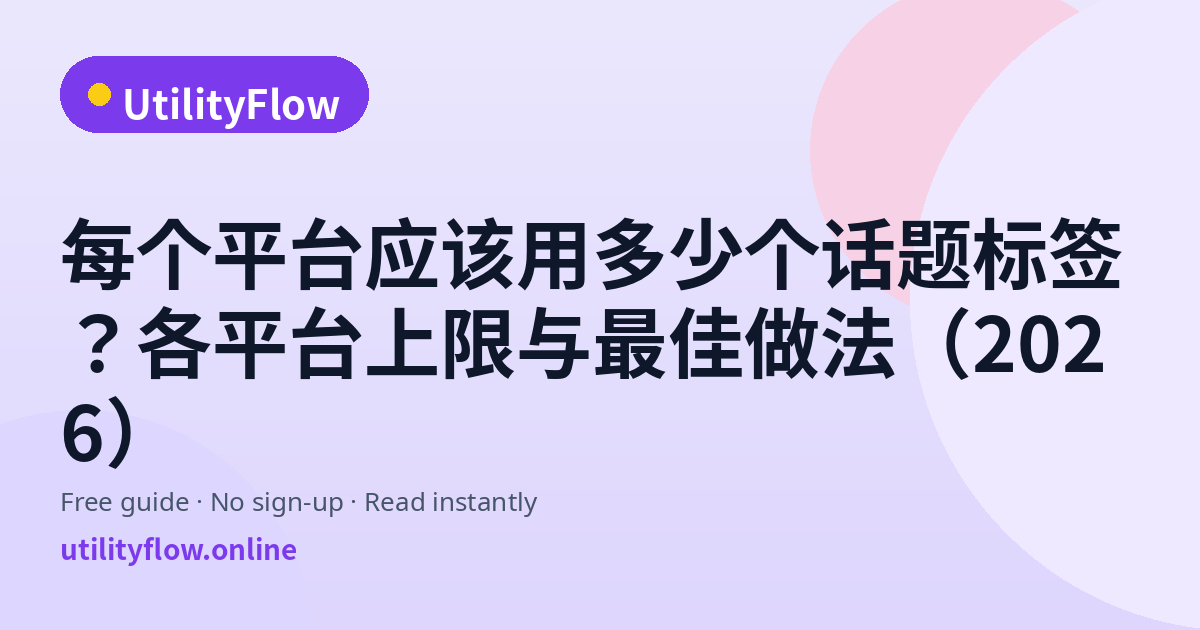 UtilityFlow
每个平台应该用多少个话题标签
？各平台上限与最佳做法（202
6）
Free guide · No sign-up · Read instantly
utilityflow.online